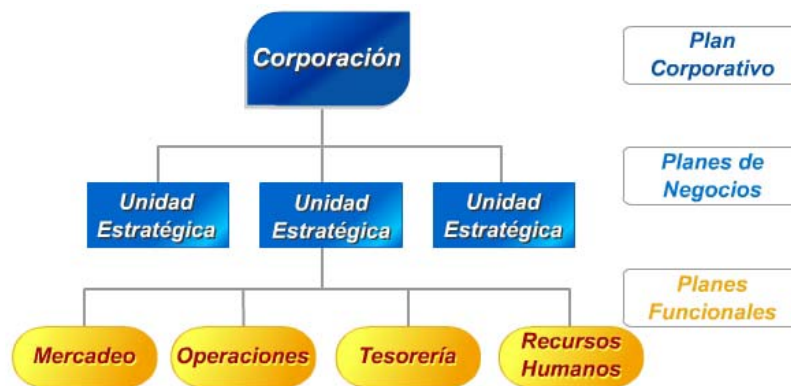 Corporación
Plan
Corporativo
Unidad
Estratégica
Unidad
Estratégica
Unidad
Estratégica
Planes de
Negocios
Mercadeo
Operaciones
Tesorería
Recursos
Humanos
Planes
Funcionales